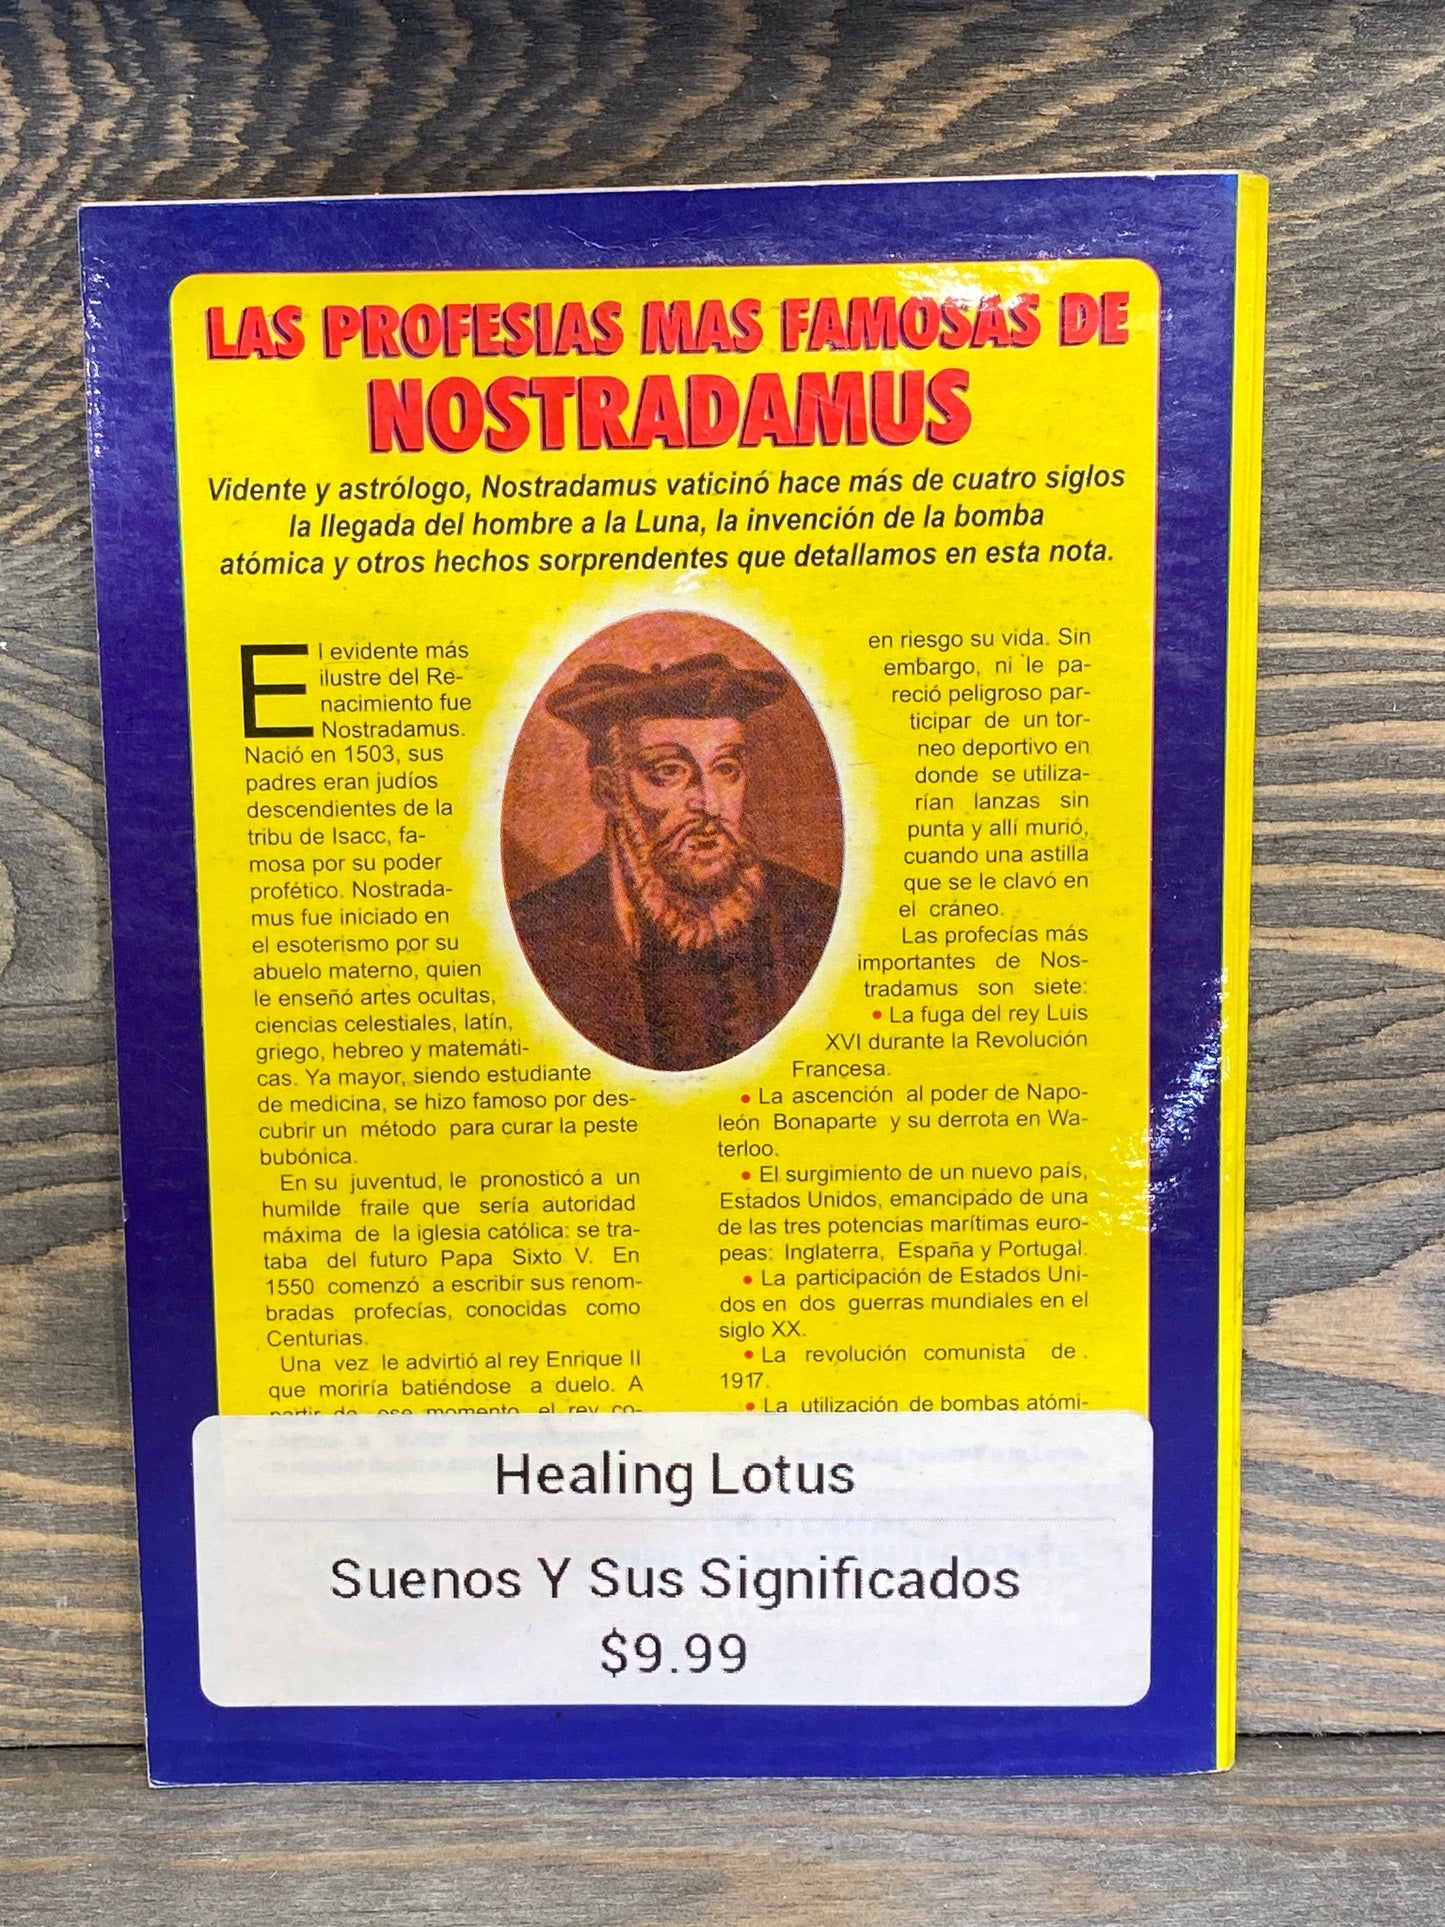 LAS PROFESIAS MAS FAMOSAS DE
NOSTRADAMUS
Vidente y astrólogo, Nostradamus vaticinó hace más de cuatro siglos
la llegada del hombre a la Luna, la invención de la bomba
atómica y otros hechos sorprendentes que detallamos en esta nota.
El evidente más
ilustre del Re-
nacimiento fue
Nostradamus.
Nació en 1503, sus
padres eran judíos
descendientes de la
tribu de Isacc, fa-
mosa por su poder
profético. Nostrada-
mus fue iniciado en
el esoterismo por su
abuelo materno, quien
le enseñó artes ocultas,
ciencias celestiales, latín,
griego, hebreo y matemáti-
cas. Ya mayor, siendo estudiante
de medicina, se hizo famoso por des-
cubrir un método para curar la peste
bubónica.
En su juventud, le pronosticó a un
humilde fraile que sería autoridad
máxima de la iglesia católica: se tra-
taba del futuro Papa Sixto V. En
1550 comenzó a escribir sus renom-
bradas profecías, conocidas como
Centurias.
Una vez le advirtió al rey Enrique II
que moriría batiéndose a duelo. A
partir de ese momento, el rey co-
en riesgo su vida. Sin
embargo, ni le pa-
reció peligroso par-
ticipar de un tor-
neo deportivo en
donde se utiliza-
rían lanzas sin
punta y allí murió,
cuando una astilla
que se le clavó en
el cráneo.
Las profecías más
importantes de Nos-
tradamus son siete:
• La fuga del rey Luis
XVI durante la Revolución
Françesa.
• La ascención al poder de Napo-
león Bonaparte y su derrota en Wa-
terloo.
• El surgimiento de un nuevo país,
Estados Unidos, emancipado de una
de las tres potencias marítimas euro-
peas: Inglaterra, España y Portugal.
• La participación de Estados Uni-
dos en dos guerras mundiales en el
siglo XX.
• La revolución comunista de
1917.
• La utilización de bombas atómi-
Healing Lotus
Suenos Y Sus Significados
$9.99